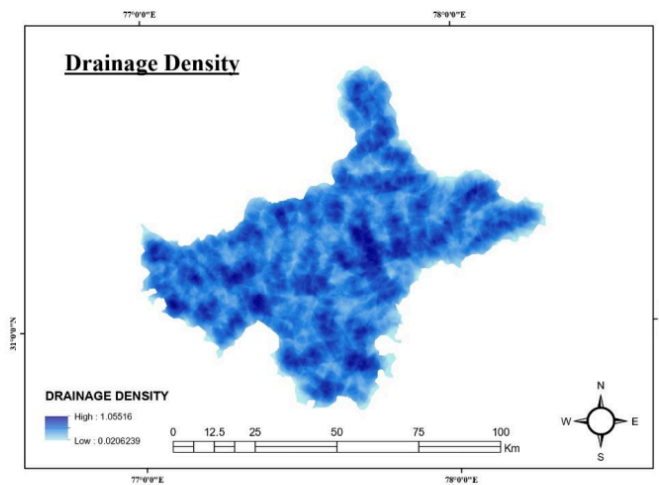 77°0'0"E 78°0'0"E
Drainage Density
31°0'0"N
DRAINAGE DENSITY
High : 1.05516
Low : 0.0206239
N
W E
S
0 12.5 25 50 75 100
Km
77°0'0"E 78°0'0"E